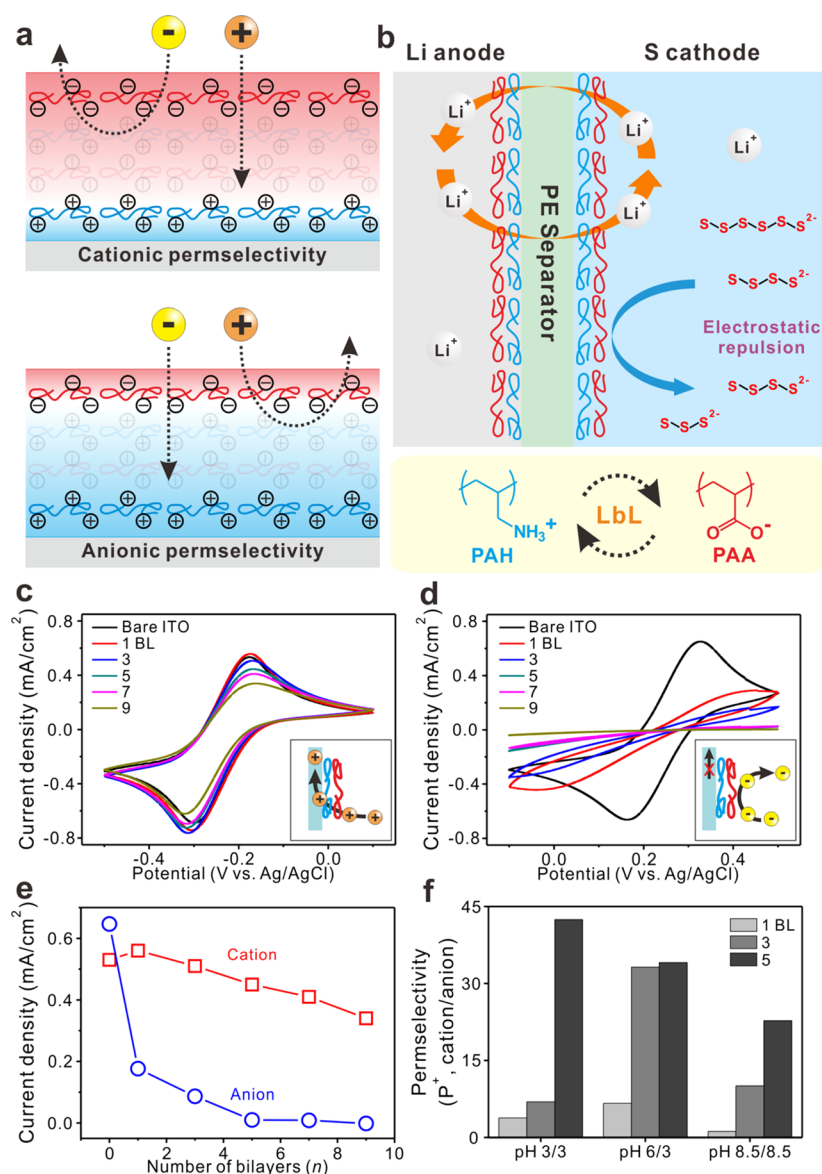 a
-
+
Cationic permselectivity
-
+
Anionic permselectivity
b
Li anode
S cathode
Li+
Li+
Li+
Li+
Li+
Li+
PE Separator
S S S S S S2-
S S S S2-
Electrostatic
repulsion
S S S S2-
S S S2-
NH3+
PAH
LbL
O
O-
PAA
c
Current density (mA/cm²)
0.8
0.4
0.0
-0.4
-0.8
Bare ITO
1 BL
3
5
7
9
-0.4
-0.2
0.0
Potential (V vs. Ag/AgCl)
d
Current density (mA/cm²)
0.8
0.4
0.0
-0.4
-0.8
Bare ITO
1 BL
3
5
7
9
0.0
0.2
0.4
Potential (V vs. Ag/AgCl)
e
Current density (mA/cm²)
0.6
0.4
0.2
0.0
Cation
Anion
0
2
4
6
8
10
Number of bilayers (n)
f
Permselectivity
(P+, cation/anion)
45
30
15
0
1 BL
3
5
pH 3/3
pH 6/3
pH 8.5/8.5